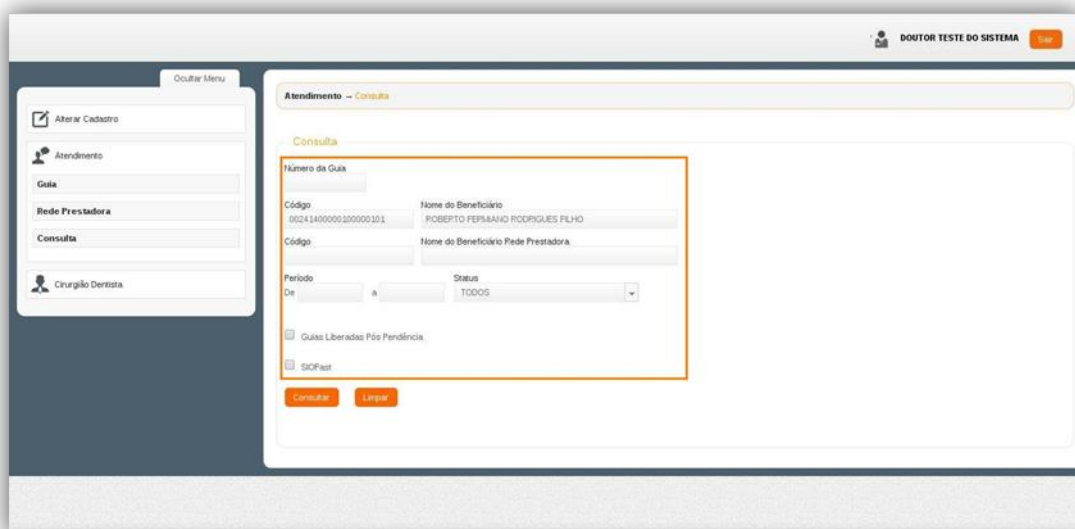 DOUTOR TESTE DO SISTEMA Sair
Ocultar Menu
Alterar Cadastro
Atendimento
Guia
Rede Prestadora
Consulta
Cirurgião Dentista
Atendimento → Consulta
Consulta
Número da Guia
Código Nome do Beneficiário
00241400000100000101 ROBERTO FERMIANO RODRIGUES FILHO
Código Nome do Beneficiário Rede Prestadora
Período Status
De a TODOS
Guias Liberadas Pós Pendência
SIOFast
Consultar Limpar